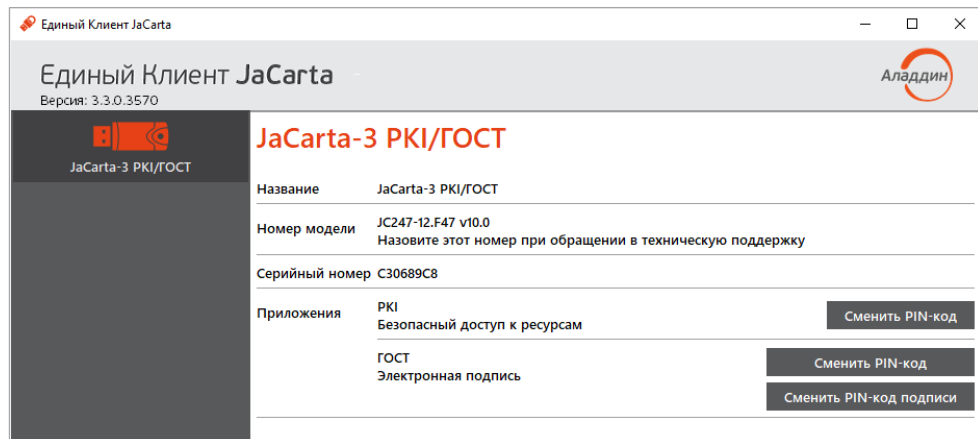 Единый Клиент JaCarta
Единый Клиент JaCarta
Версия: 3.3.0.3570
Аладдин
JaCarta-3 PKI/ГОСТ
JaCarta-3 PKI/ГОСТ
Название JaCarta-3 PKI/ГОСТ
Номер модели JC247-12.F47 v10.0
Назовите этот номер при обращении в техническую поддержку
Серийный номер C30689C8
Приложения PKI
Безопасный доступ к ресурсам
Сменить PIN-код
ГОСТ
Электронная подпись
Сменить PIN-код
Сменить PIN-код подписи